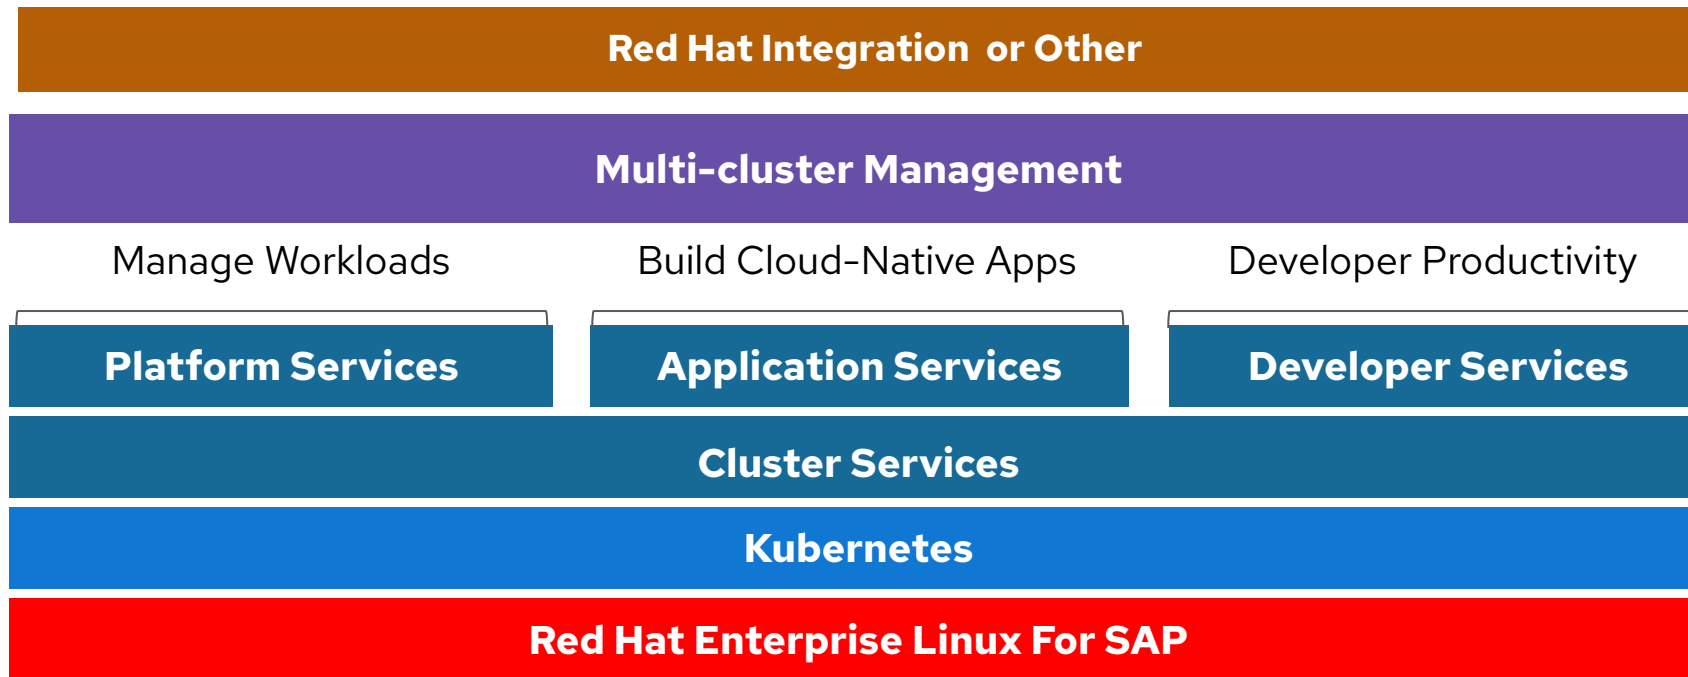 Red Hat Integration  or Other
Multi-cluster Management
Manage Workloads
Build Cloud-Native Apps
Developer Productivity
Platform Services
Application Services
Developer Services
Cluster Services
Kubernetes
Red Hat Enterprise Linux For SAP